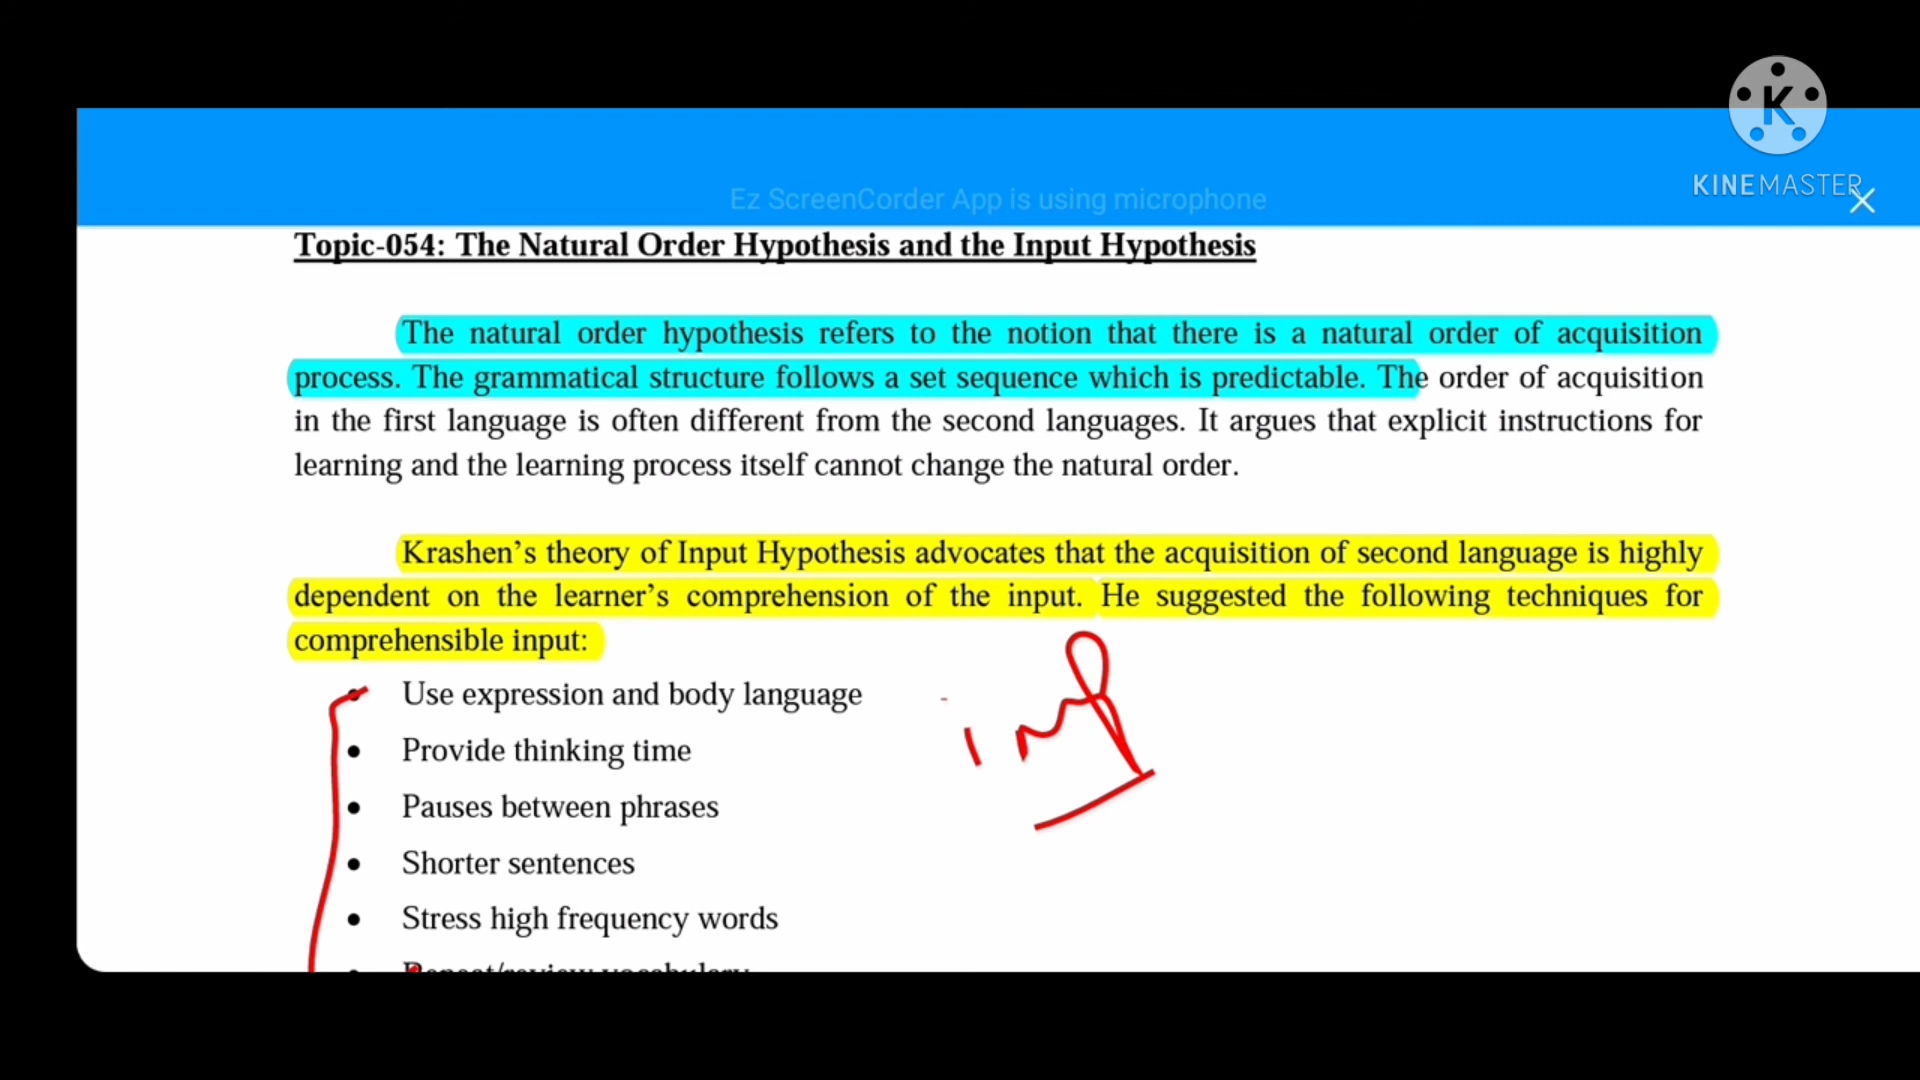 KINEMASTER
Ez ScreenCorder App is using microphone
Topic-054: The Natural Order Hypothesis and the Input Hypothesis
The natural order hypothesis refers to the notion that there is a natural order of acquisition
process. The grammatical structure follows a set sequence which is predictable. The order of acquisition
in the first language is often different from the second languages. It argues that explicit instructions for
learning and the learning process itself cannot change the natural order.
Krashen’s theory of Input Hypothesis advocates that the acquisition of second language is highly
dependent on the learner’s comprehension of the input. He suggested the following techniques for
comprehensible input:
• Use expression and body language
• Provide thinking time
• Pauses between phrases
• Shorter sentences
• Stress high frequency words
• Repeat/review vocabulary
imp